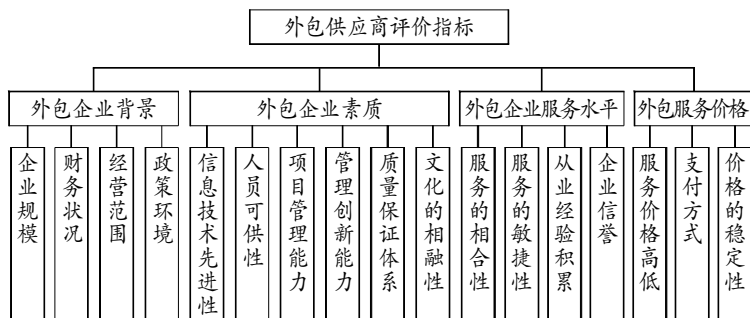 外包供应商评价指标
外包企业背景
外包企业素质
外包企业服务水平
外包服务价格
企业规模
财务状况
经营范围
政策环境
信息技术先进性
人员可供性
项目管理能力
管理创新能力
质量保证体系
文化的相融性
服务的相合性
服务的敏捷性
从业经验积累
企业信誉
服务价格高低
支付方式
价格的稳定性